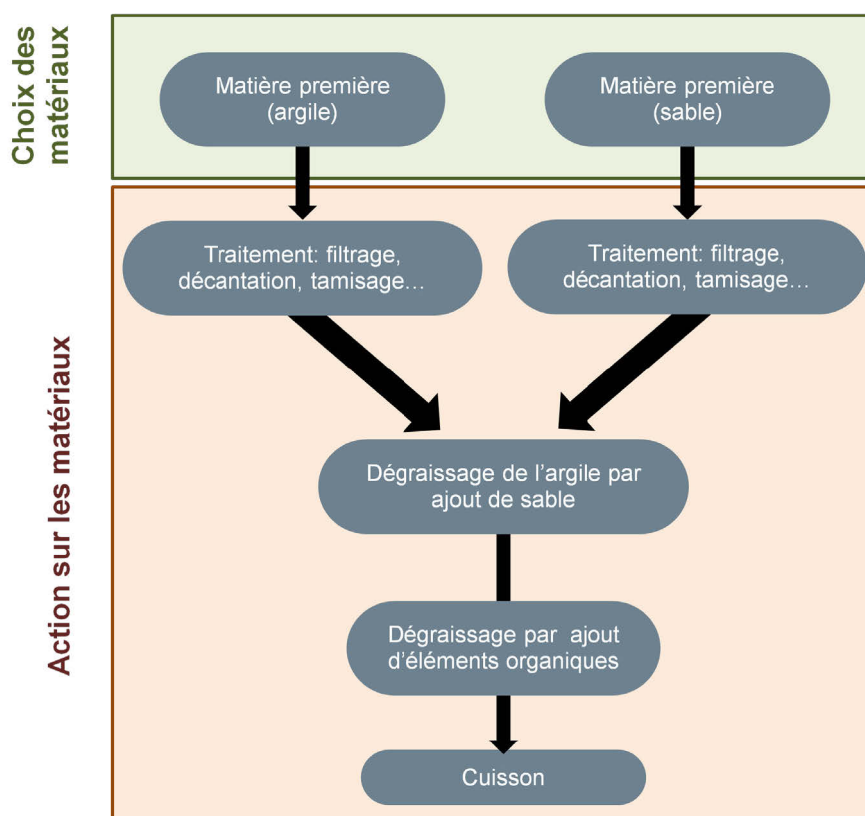 Choix des
matériaux
Matière première
(argile)
Matière première
(sable)
Action sur les matériaux
Traitement: filtrage,
décantation, tamisage…
Traitement: filtrage,
décantation, tamisage…
Dégraissage de l’argile par
ajout de sable
Dégraissage par ajout
d’éléments organiques
Cuisson